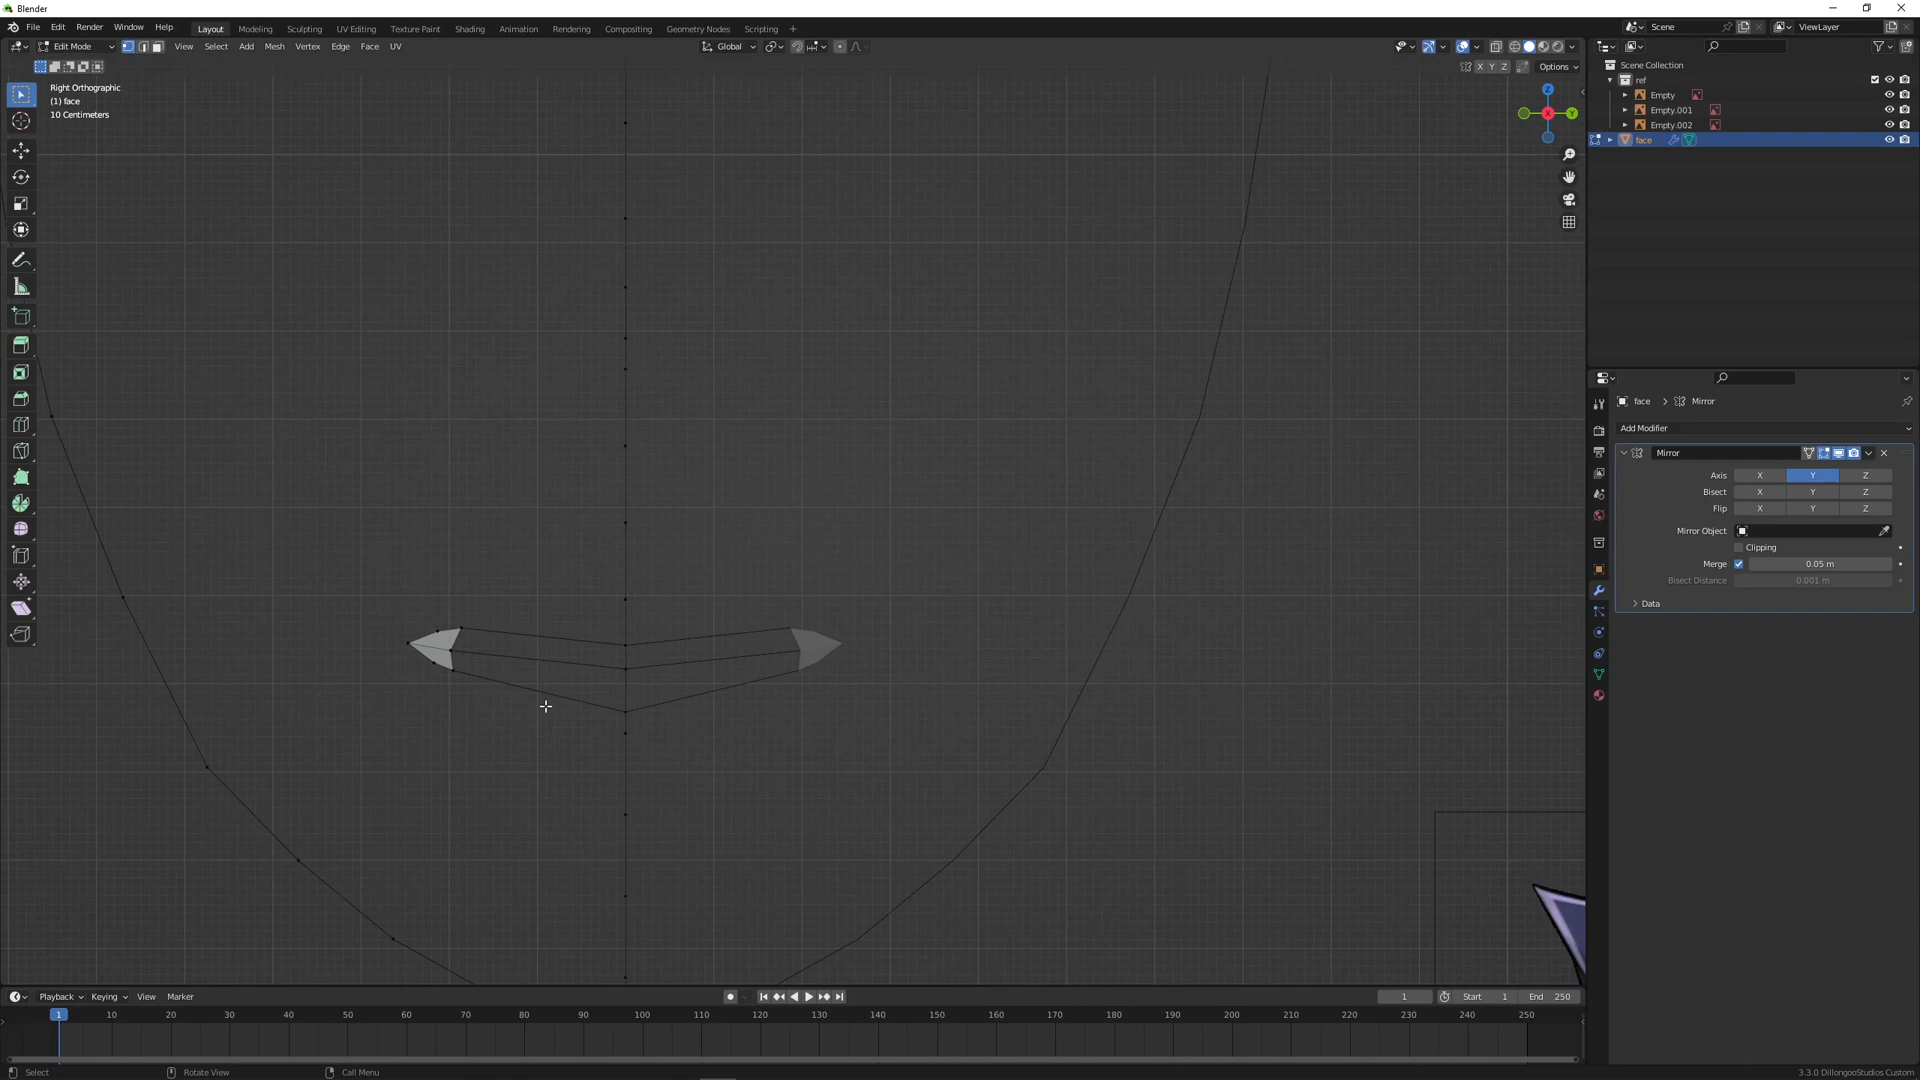 Blender
File Edit Render Window Help Layout Modeling Sculpting UV Editing Texture Paint Shading Animation Rendering Compositing Geometry Nodes Scripting + Scene ViewLayer
Edit Mode View Select Add Mesh Vertex Edge Face UV Global
X Y Z Options
Right Orthographic
(1) face
10 Centimeters
Z
X
Y
Scene Collection
ref
Empty
Empty.001
Empty.002
face
face > Mirror
Add Modifier
Mirror
Axis X Y Z
Bisect X Y Z
Flip X Y Z
Mirror Object
Clipping
Merge 0.05 m
Bisect Distance 0.001 m
Data
Playback Keying View Marker 1 Start 1 End 250
1 10 20 30 40 50 60 70 80 90 100 110 120 130 140 150 160 170 180 190 200 210 220 230 240 250
Select Rotate View Call Menu 3.3.0 DillongooStudios Custom